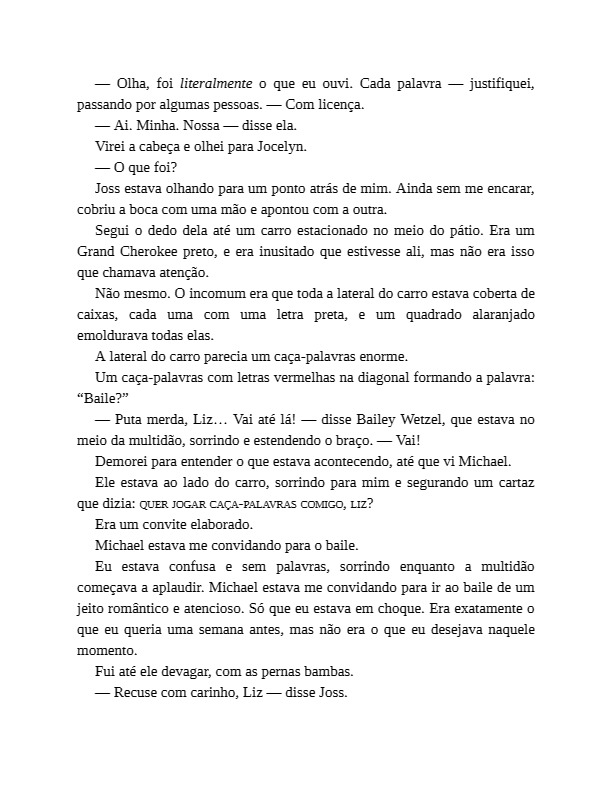 — Olha, foi literalmente o que eu ouvi. Cada palavra — justifiquei,
passando por algumas pessoas. — Com licença.
— Ai. Minha. Nossa — disse ela.
Virei a cabeça e olhei para Jocelyn.
— O que foi?
Joss estava olhando para um ponto atrás de mim. Ainda sem me encarar,
cobriu a boca com uma mão e apontou com a outra.
Segui o dedo dela até um carro estacionado no meio do pátio. Era um
Grand Cherokee preto, e era inusitado que estivesse ali, mas não era isso
que chamava atenção.
Não mesmo. O incomum era que toda a lateral do carro estava coberta de
caixas, cada uma com uma letra preta, e um quadrado alaranjado
emoldurava todas elas.
A lateral do carro parecia um caça-palavras enorme.
Um caça-palavras com letras vermelhas na diagonal formando a palavra:
“Baile?”
— Puta merda, Liz… Vai até lá! — disse Bailey Wetzel, que estava no
meio da multidão, sorrindo e estendendo o braço. — Vai!
Demorei para entender o que estava acontecendo, até que vi Michael.
Ele estava ao lado do carro, sorrindo para mim e segurando um cartaz
que dizia: QUER JOGAR CAÇA-PALAVRAS COMIGO, LIZ?
Era um convite elaborado.
Michael estava me convidando para o baile.
Eu estava confusa e sem palavras, sorrindo enquanto a multidão
começava a aplaudir. Michael estava me convidando para ir ao baile de um
jeito romântico e atencioso. Só que eu estava em choque. Era exatamente o
que eu queria uma semana antes, mas não era o que eu desejava naquele
momento.
Fui até ele devagar, com as pernas bambas.
— Recuse com carinho, Liz — disse Joss.